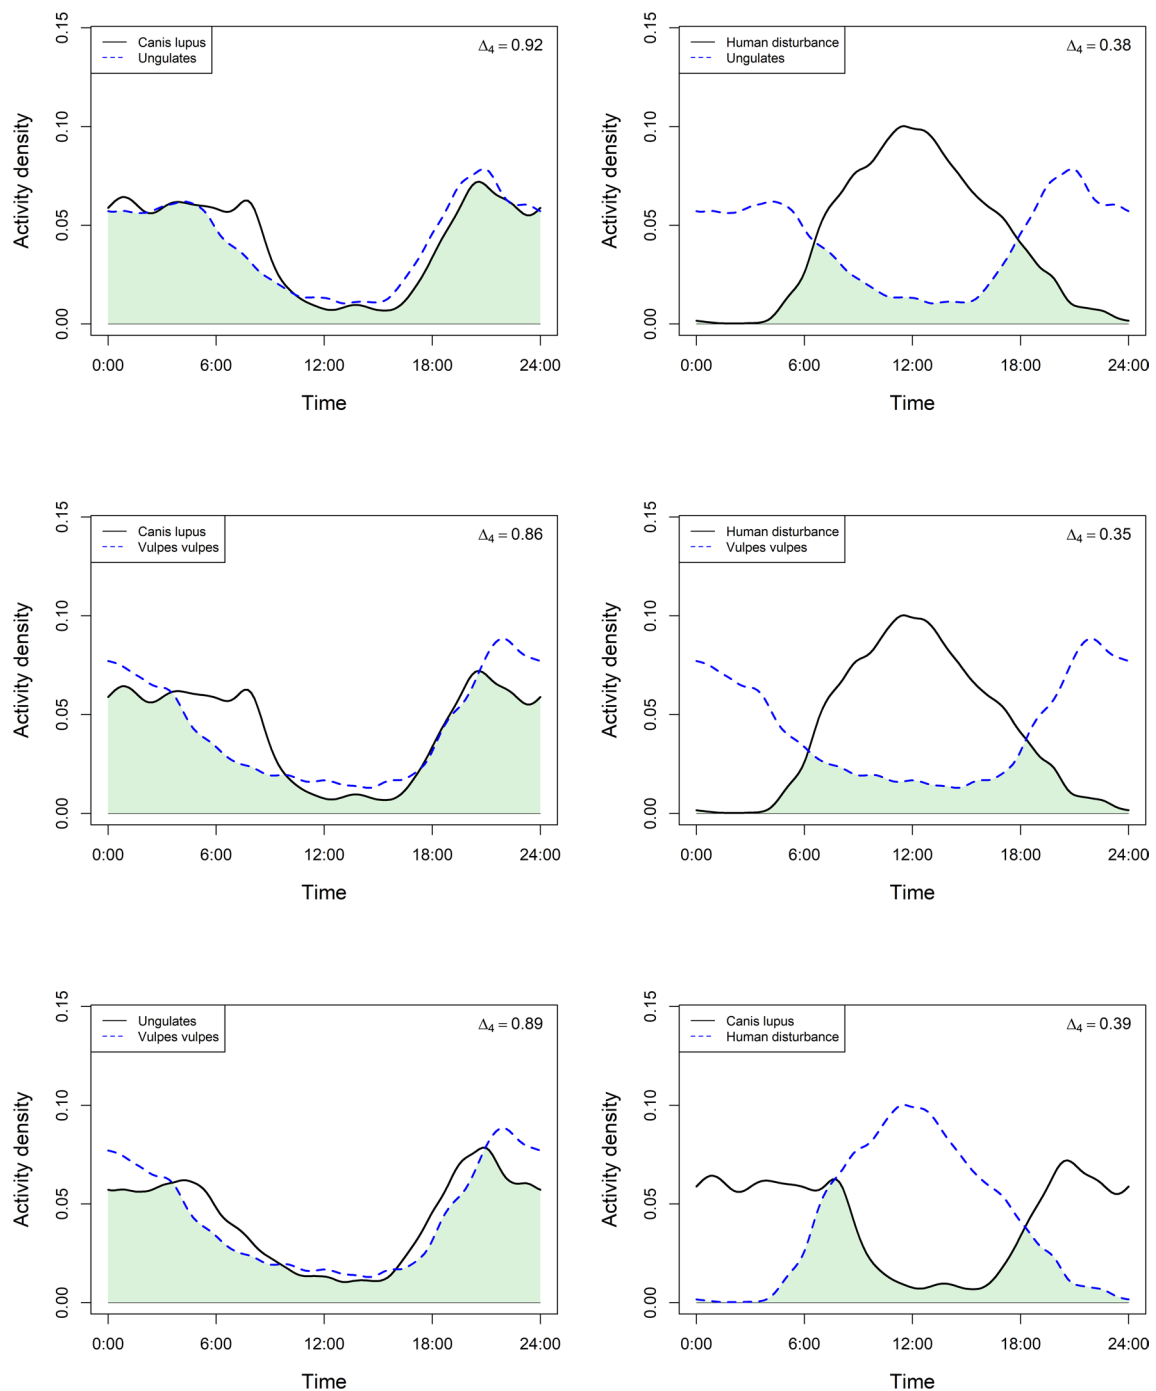 Canis lupus
Ungulates
Δ4 = 0.92
Activity density
0.00 0.05 0.10 0.15
0:00 6:00 12:00 18:00 24:00
Time
Human disturbance
Ungulates
Δ4 = 0.38
Activity density
0.00 0.05 0.10 0.15
0:00 6:00 12:00 18:00 24:00
Time
Canis lupus
Vulpes vulpes
Δ4 = 0.86
Activity density
0.00 0.05 0.10 0.15
0:00 6:00 12:00 18:00 24:00
Time
Human disturbance
Vulpes vulpes
Δ4 = 0.35
Activity density
0.00 0.05 0.10 0.15
0:00 6:00 12:00 18:00 24:00
Time
Ungulates
Vulpes vulpes
Δ4 = 0.89
Activity density
0.00 0.05 0.10 0.15
0:00 6:00 12:00 18:00 24:00
Time
Canis lupus
Human disturbance
Δ4 = 0.39
Activity density
0.00 0.05 0.10 0.15
0:00 6:00 12:00 18:00 24:00
Time